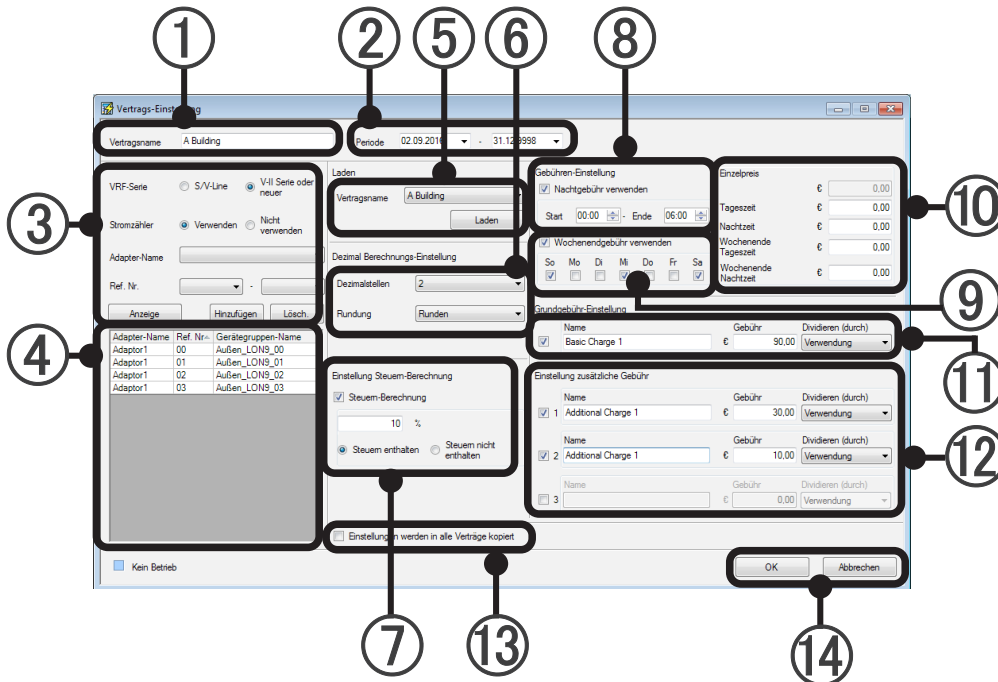 ① ② ⑤ ⑥ ⑧
Vertrags-Einst
Vertragsname A Building
Periode 02.09.201 - 31.12. 9998
③
VRF-Serie S/V-Line V-II Serie oder neuer
Stromzähler Verwenden Nicht verwenden
Adapter-Name
Ref. Nr. -
Anzeige Hinzufügen Lösch.
④
Adapter-Name Ref. Nr Gerätegruppen-Name
Adaptor1 00 Außen_LON9_00
Adaptor1 01 Außen_LON9_01
Adaptor1 02 Außen_LON9_02
Adaptor1 03 Außen_LON9_03
Laden
Vertragsname A Building
Laden
Dezimal Berechnungs-Einstellung
Dezimalstellen 2
Rundung Runden
Einstellung Steuern-Berechnung
Steuern-Berechnung
10 %
Steuern enthalten Steuern nicht enthalten
Gebühren-Einstellung
Nachtgebühr verwenden
Start 00:00 - Ende 06:00
Wochenendgebühr verwenden
So Mo Di Mi Do Fr Sa
Einzelpreis
€ 0,00
Tageszeit € 0,00
Nachtzeit € 0,00
Wochenende Tageszeit € 0,00
Wochenende Nachtzeit € 0,00
⑩
⑨
Grundgebühr-Einstellung
Name Gebühr Dividieren (durch)
Basic Charge 1 € 90,00 Verwendung
⑪
Einstellung zusätzliche Gebühr
Name Gebühr Dividieren (durch)
1 Additional Charge 1 € 30,00 Verwendung
Name Gebühr Dividieren (durch)
2 Additional Charge 1 € 10,00 Verwendung
Name Gebühr Dividieren (durch)
3 € 0,00 Verwendung
⑫
Einstellungen werden in alle Verträge kopiert
Kein Betrieb
OK Abbrechen
⑦ ⑬ ⑭